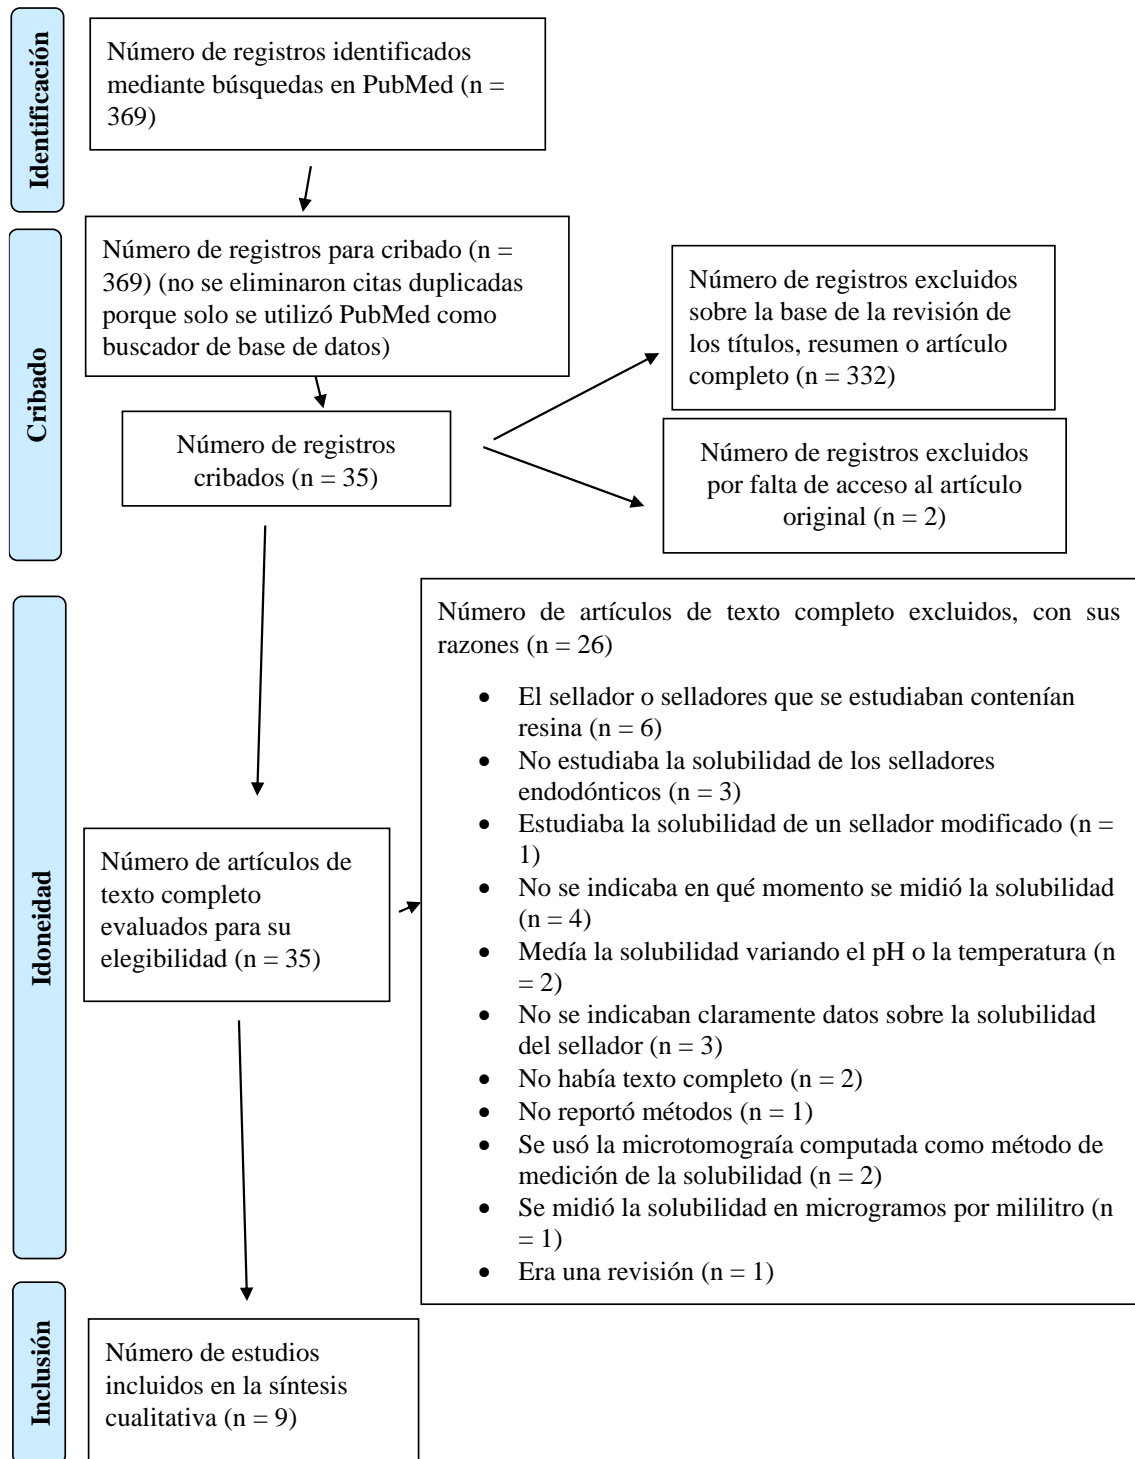 Identificación
Número de registros identificados
mediante búsquedas en PubMed (n =
369)
Cribado
Número de registros para cribado (n =
369) (no se eliminaron citas duplicadas
porque solo se utilizó PubMed como
buscador de base de datos)
Número de registros excluidos
sobre la base de la revisión de
los títulos, resumen o artículo
completo (n = 332)
Número de registros
cribados (n = 35)
Número de registros excluidos
por falta de acceso al artículo
original (n = 2)
Idoneidad
Número de artículos de
texto completo
evaluados para su
elegibilidad (n = 35)
Número de artículos de texto completo excluidos, con sus
razones (n = 26)
• El sellador o selladores que se estudiaban contenían
resina (n = 6)
• No estudiaba la solubilidad de los selladores
endodónticos (n = 3)
• Estudiaba la solubilidad de un sellador modificado (n =
1)
• No se indicaba en qué momento se midió la solubilidad
(n = 4)
• Medía la solubilidad variando el pH o la temperatura (n
= 2)
• No se indicaban claramente datos sobre la solubilidad
del sellador (n = 3)
• No había texto completo (n = 2)
• No reportó métodos (n = 1)
• Se usó la microtomograía computada como método de
medición de la solubilidad (n = 2)
• Se midió la solubilidad en microgramos por mililitro (n
= 1)
• Era una revisión (n = 1)
Inclusión
Número de estudios
incluidos en la síntesis
cualitativa (n = 9)